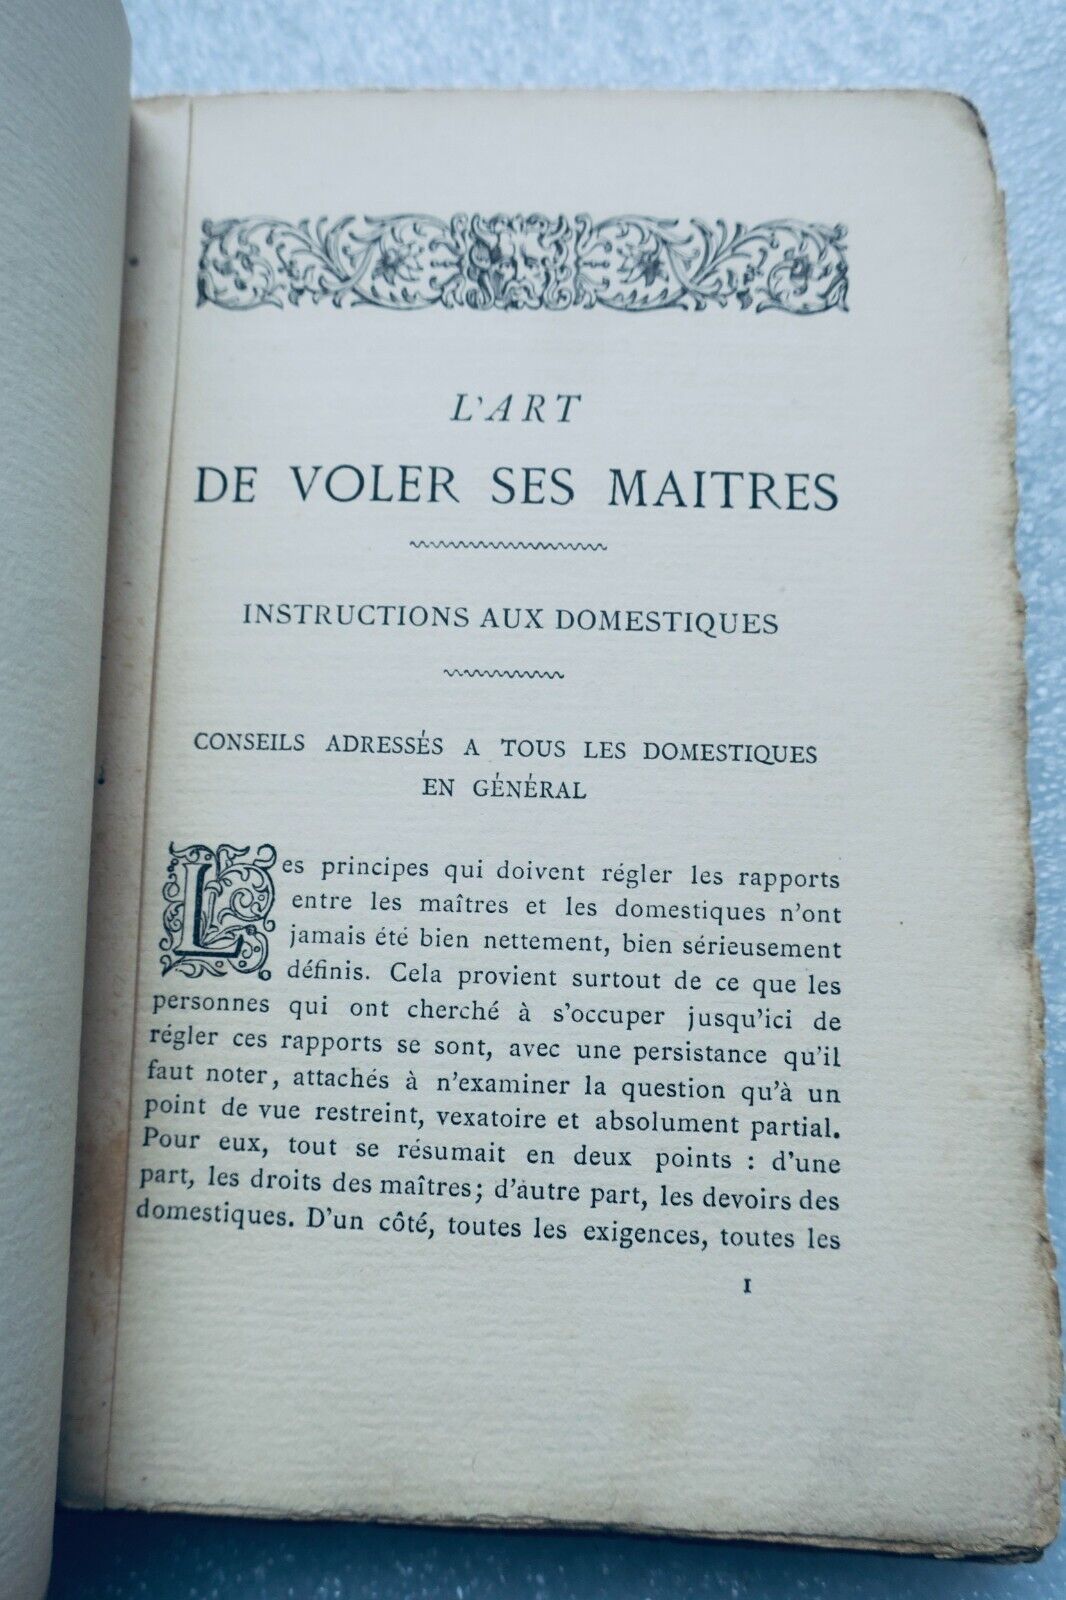 L'ART
DE VOLER SES MAITRES
INSTRUCTIONS AUX DOMESTIQUES
CONSEILS ADRESSÉS A TOUS LES DOMESTIQUES
EN GÉNÉRAL
Les principes qui doivent régler les rapports
entre les maîtres et les domestiques n'ont
jamais été bien nettement, bien sérieusement
définis. Cela provient surtout de ce que les
personnes qui ont cherché à s'occuper jusqu'ici de
régler ces rapports se sont, avec une persistance qu'il
faut noter, attachés à n'examiner la question qu'à un
point de vue restreint, vexatoire et absolument partial.
Pour eux, tout se résumait en deux points : d'une
part, les droits des maîtres; d'autre part, les devoirs des
domestiques. D'un côté, toutes les exigences, toutes les
1